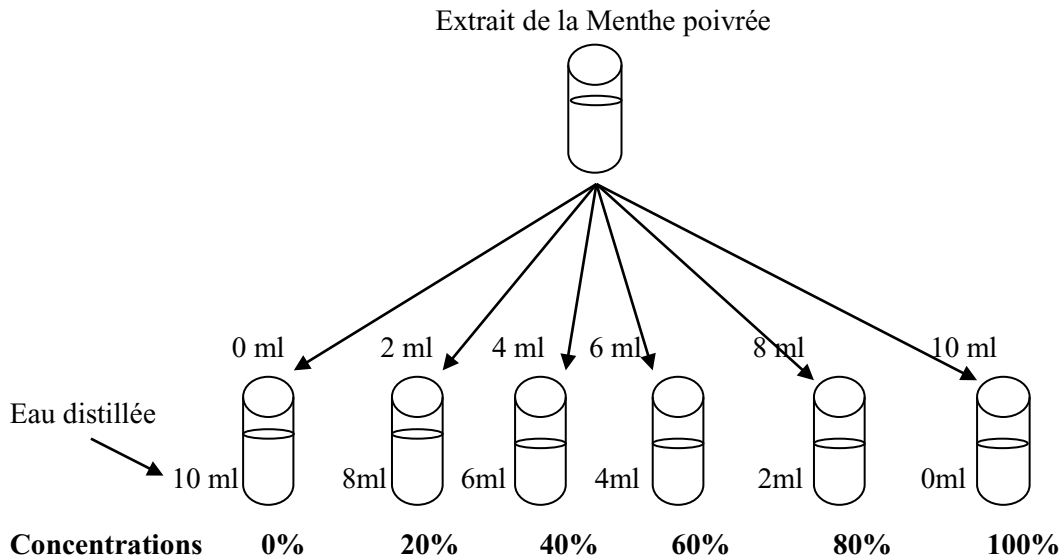 Extrait de la Menthe poivrée
0 ml 2 ml 4 ml 6 ml 8 ml 10 ml
Eau distillée
10 ml 8ml 6ml 4ml 2ml 0ml
Concentrations 0% 20% 40% 60% 80% 100%